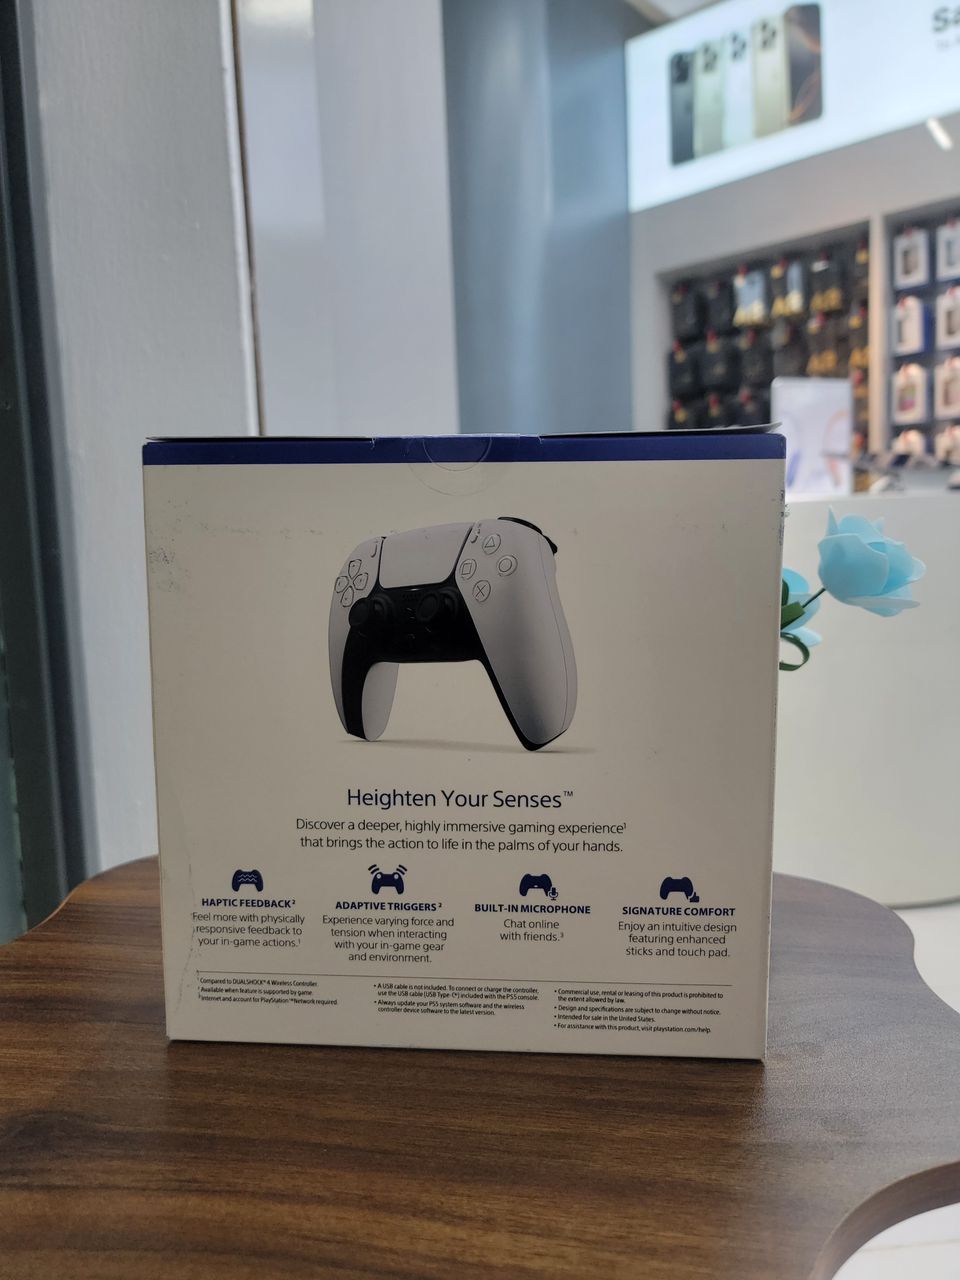 Sa
Heighten Your Senses™
Discover a deeper, highly immersive gaming experience¹
that brings the action to life in the palms of your hands.
HAPTIC FEEDBACK²
Feel more with physically
responsive feedback to
your in-game actions.¹
ADAPTIVE TRIGGERS²
Experience varying force and
tension when interacting
with your in-game gear
and environment.
BUILT-IN MICROPHONE
Chat online
with friends.³
SIGNATURE COMFORT
Enjoy an intuitive design
featuring enhanced
sticks and touch pad.
¹ Compared to DUALSHOCK®4 Wireless Controller.
² Available when feature is supported by game.
³ Internet and account for PlayStation™Network required.
• A USB cable is not included. To connect or charge the controller,
use the USB cable (USB Type-C®) included with the PS5 console.
• Always update your PS5 system software and the wireless
controller device software to the latest version.
• Commercial use, rental or leasing of this product is prohibited to
the extent allowed by law.
• Design and specifications are subject to change without notice.
• Intended for sale in the United States.
• For assistance with this product, visit playstation.com/help.